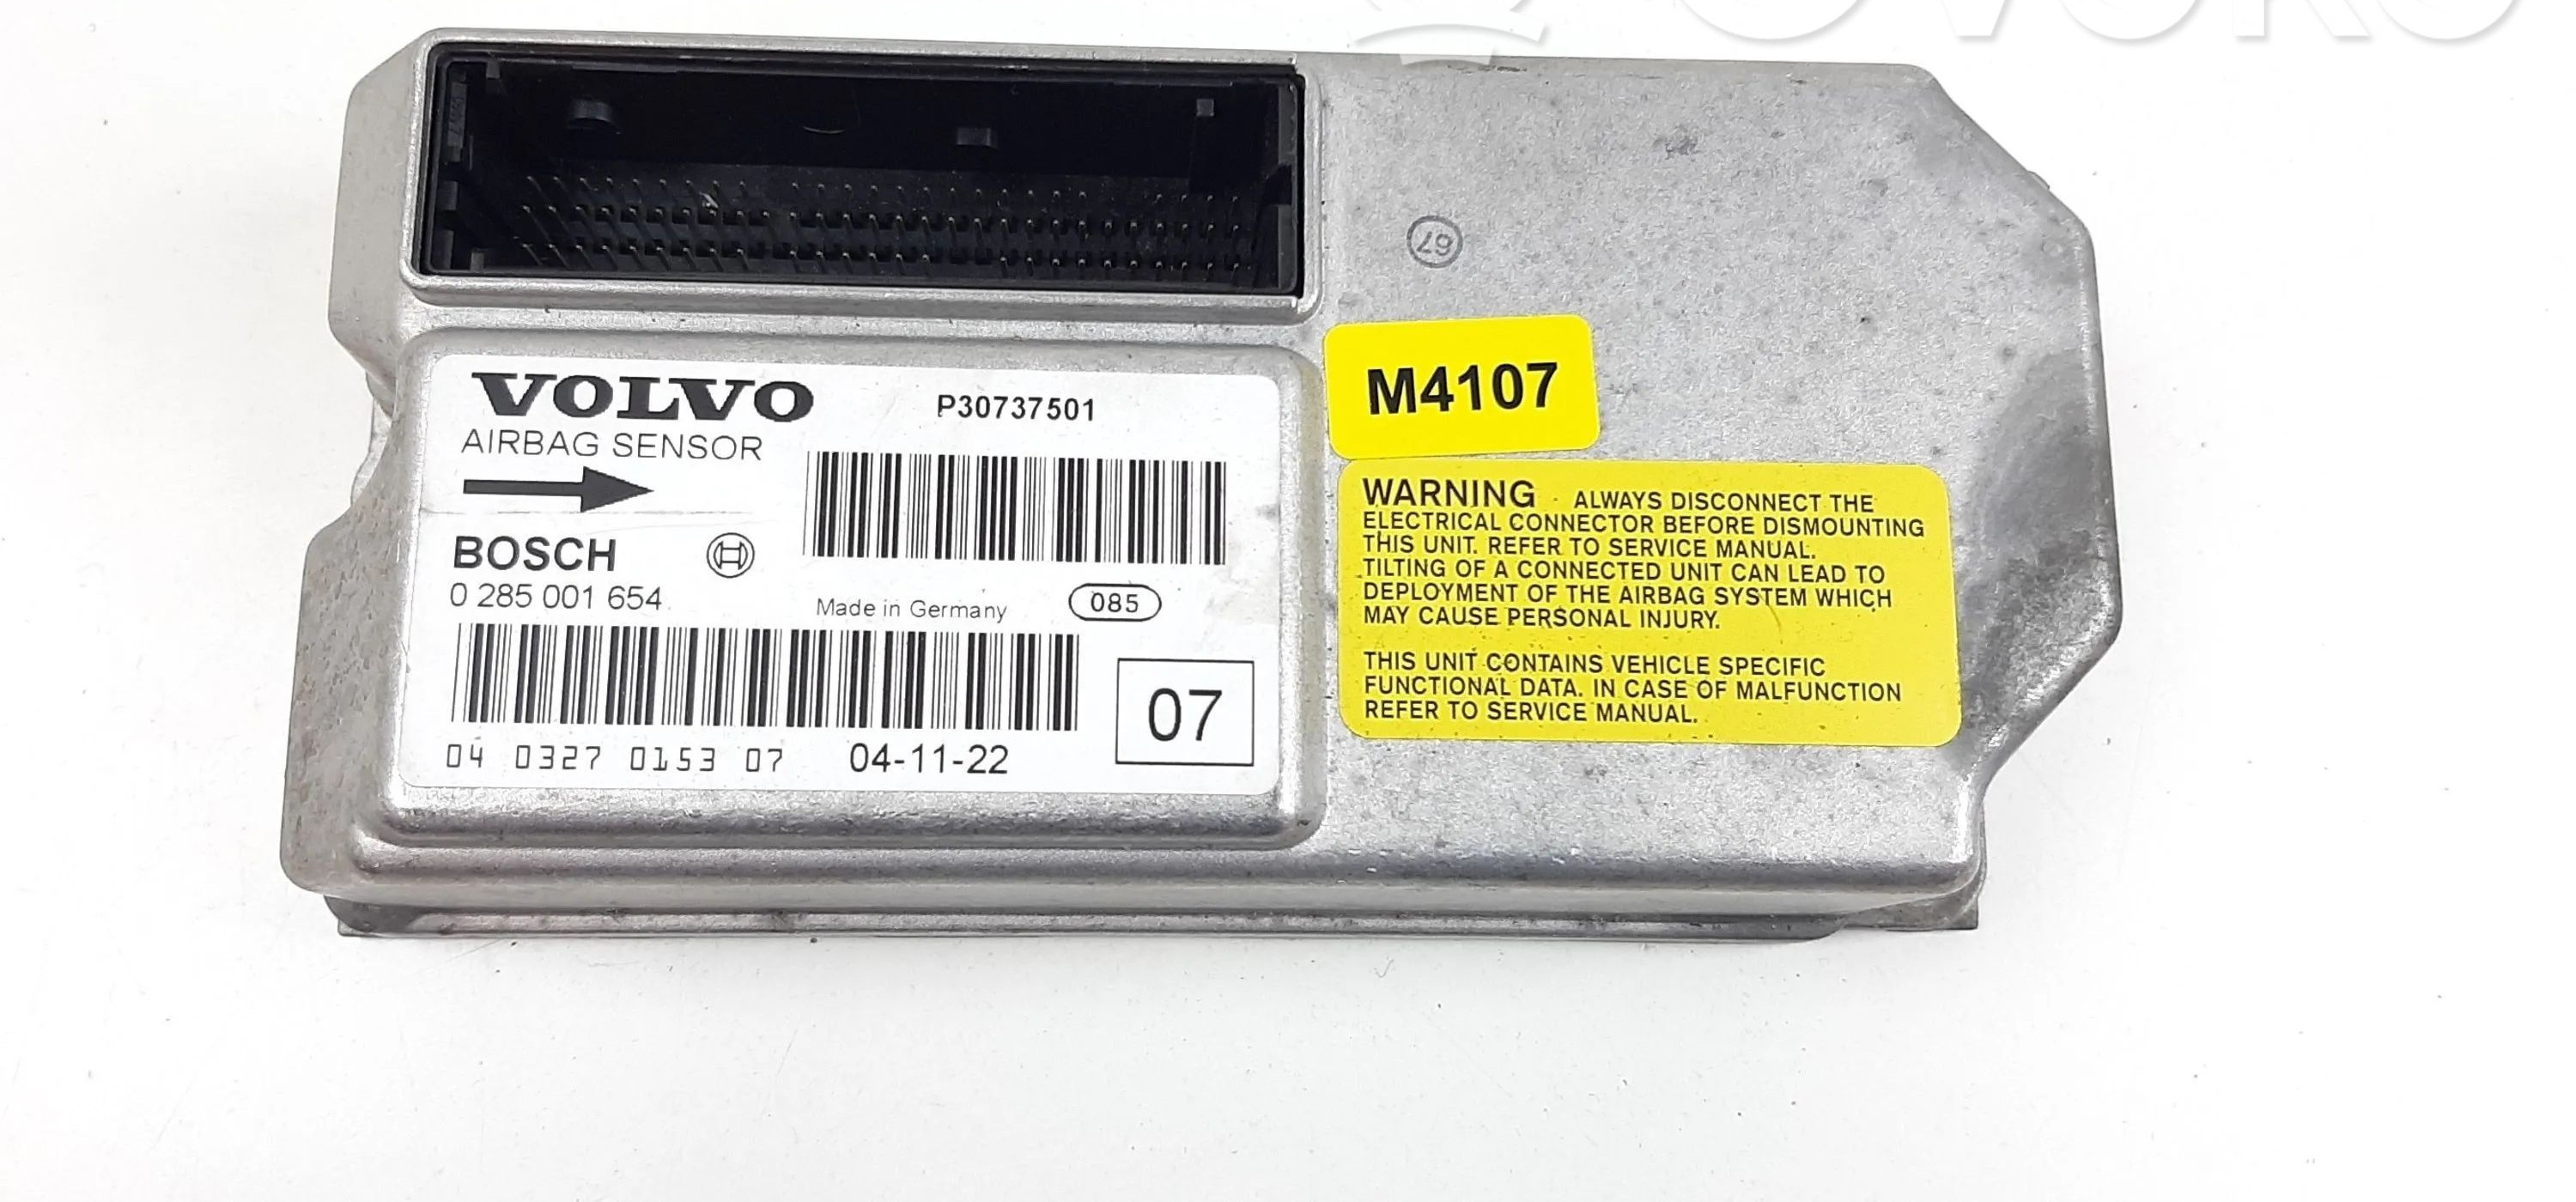 67
M4107
VOLVO
P30737501
AIRBAG SENSOR
BOSCH
0 285 001 654
Made in Germany
085
07
04 0327 0153 07
04-11-22
WARNING · ALWAYS DISCONNECT THE
ELECTRICAL CONNECTOR BEFORE DISMOUNTING
THIS UNIT. REFER TO SERVICE MANUAL.
TILTING OF A CONNECTED UNIT CAN LEAD TO
DEPLOYMENT OF THE AIRBAG SYSTEM WHICH
MAY CAUSE PERSONAL INJURY.
THIS UNIT CONTAINS VEHICLE SPECIFIC
FUNCTIONAL DATA. IN CASE OF MALFUNCTION
REFER TO SERVICE MANUAL.